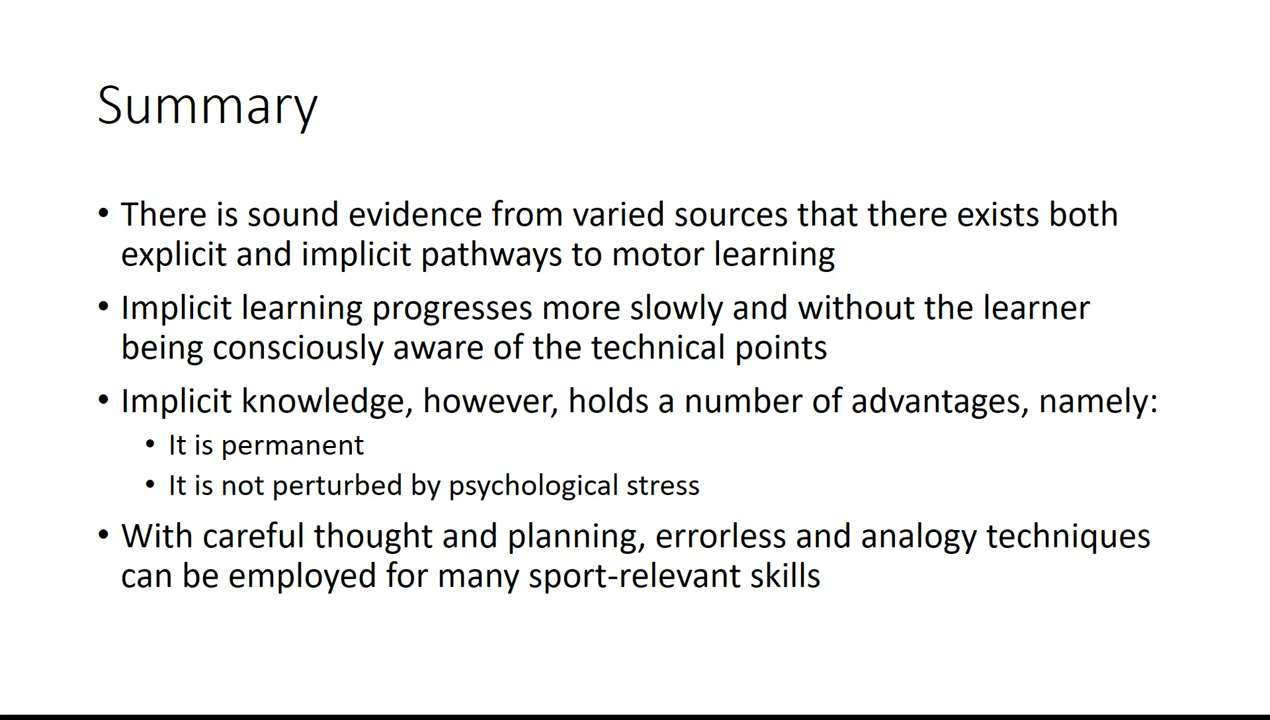 Summary
• There is sound evidence from varied sources that there exists both
explicit and implicit pathways to motor learning
• Implicit learning progresses more slowly and without the learner
being consciously aware of the technical points
• Implicit knowledge, however, holds a number of advantages, namely:
• It is permanent
• It is not perturbed by psychological stress
• With careful thought and planning, errorless and analogy techniques
can be employed for many sport-relevant skills